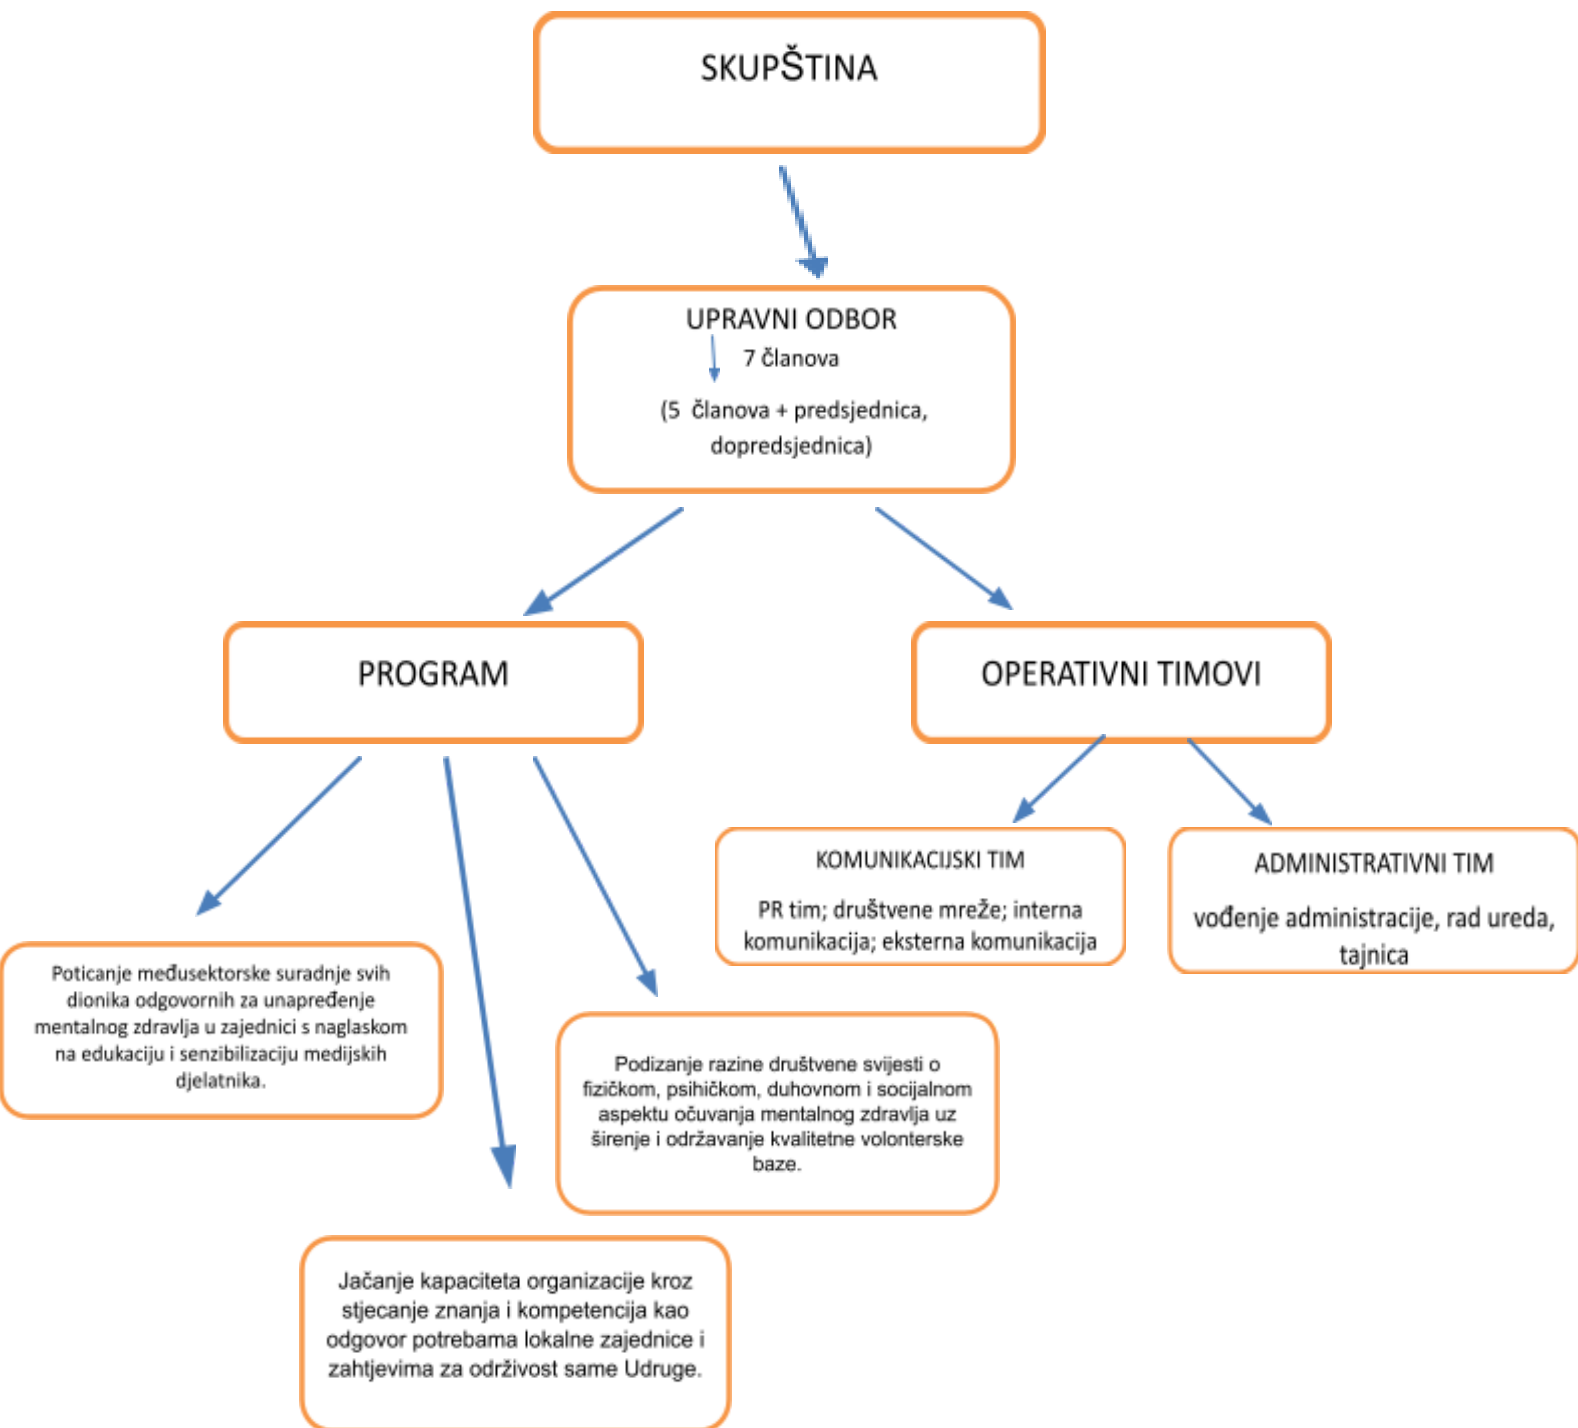 SKUPŠTINA
UPRAVNI ODBOR
7 članova
(5 članova + predsjednica,
dopredsjednica)
PROGRAM
OPERATIVNI TIMOVI
KOMUNIKACIJSKI TIM
PR tim; društvene mreže; interna
komunikacija; eksterna komunikacija
ADMINISTRATIVNI TIM
vođenje administracije, rad ureda,
tajnica
Poticanje međusektorske suradnje svih
dionika odgovornih za unapređenje
mentalnog zdravlja u zajednici s naglaskom
na edukaciju i senzibilizaciju medijskih
djelatnika.
Podizanje razine društvene svijesti o
fizičkom, psihičkom, duhovnom i socijalnom
aspektu očuvanja mentalnog zdravlja uz
širenje i održavanje kvalitetne volonterske
baze.
Jačanje kapaciteta organizacije kroz
stjecanje znanja i kompetencija kao
odgovor potrebama lokalne zajednice i
zahtjevima za održivost same Udruge.